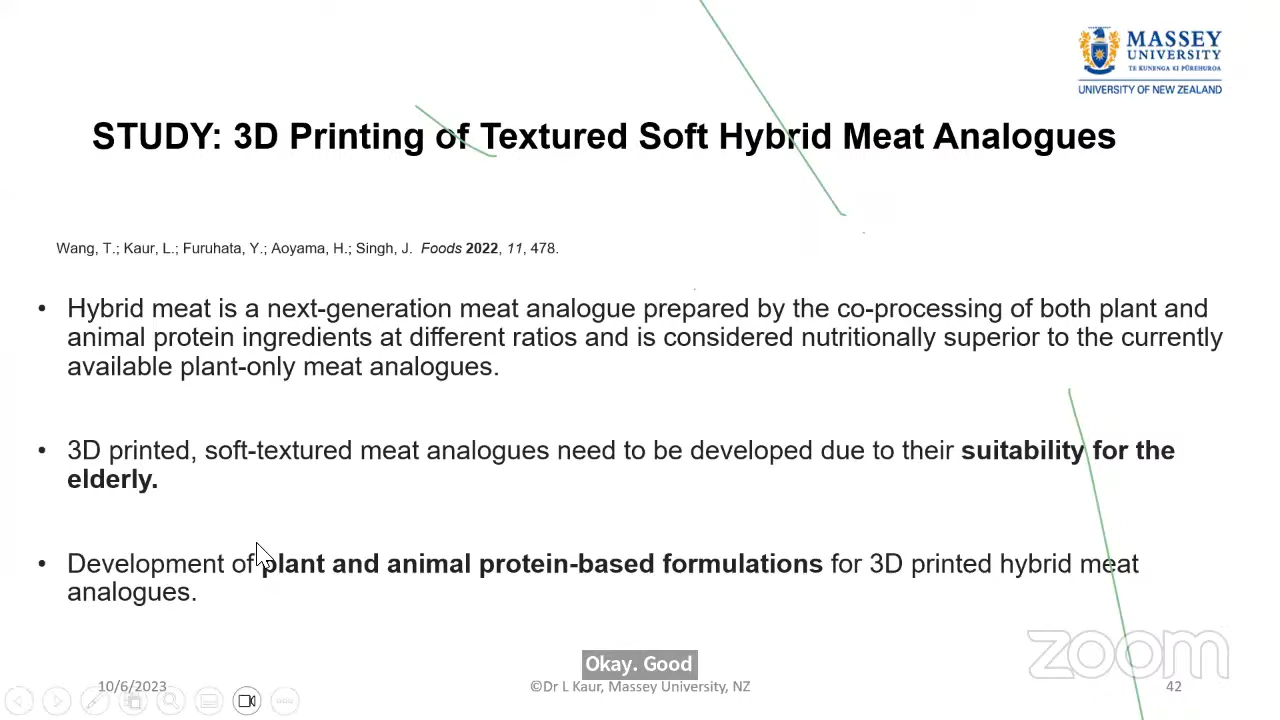 MASSEY
UNIVERSITY
TE KUNENGA KI PŪREHUROA
UNIVERSITY OF NEW ZEALAND
STUDY: 3D Printing of Textured Soft Hybrid Meat Analogues
Wang, T.; Kaur, L.; Furuhata, Y.; Aoyama, H.; Singh, J. Foods 2022, 11, 478.
• Hybrid meat is a next-generation meat analogue prepared by the co-processing of both plant and
animal protein ingredients at different ratios and is considered nutritionally superior to the currently
available plant-only meat analogues.
• 3D printed, soft-textured meat analogues need to be developed due to their suitability for the
elderly.
• Development of plant and animal protein-based formulations for 3D printed hybrid meat
analogues.
zoom
Okay. Good
10/6/2023
©Dr L Kaur, Massey University, NZ
42